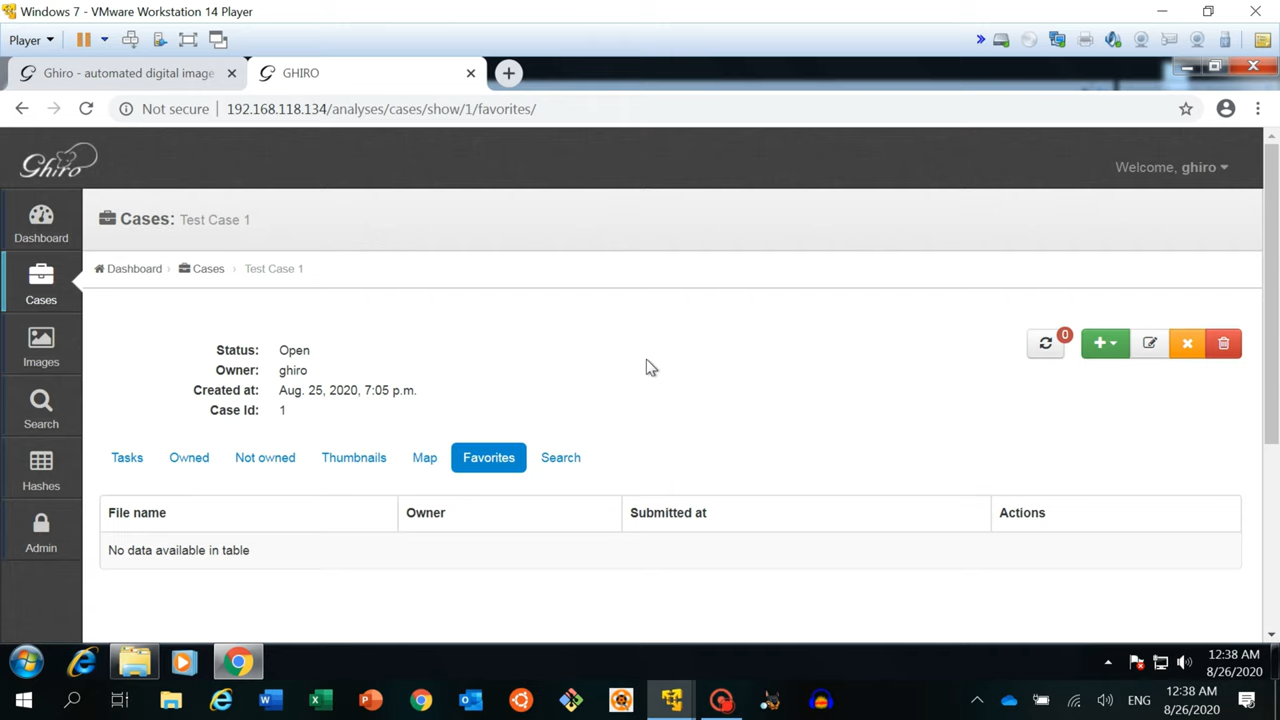 Windows 7 - VMware Workstation 14 Player
Player
Ghiro - automated digital image
GHIRO
Not secure
192.168.118.134/analyses/cases/show/1/favorites/
Ghiro
Welcome, ghiro
Dashboard
Cases
Images
Search
Hashes
Admin
Cases: Test Case 1
Dashboard
Cases
Test Case 1
0
Status: Open
Owner: ghiro
Created at: Aug. 25, 2020, 7:05 p.m.
Case Id: 1
Tasks Owned Not owned Thumbnails Map Favorites Search
File name Owner Submitted at Actions
No data available in table
12:38 AM
8/26/2020
ENG
12:38 AM
8/26/2020